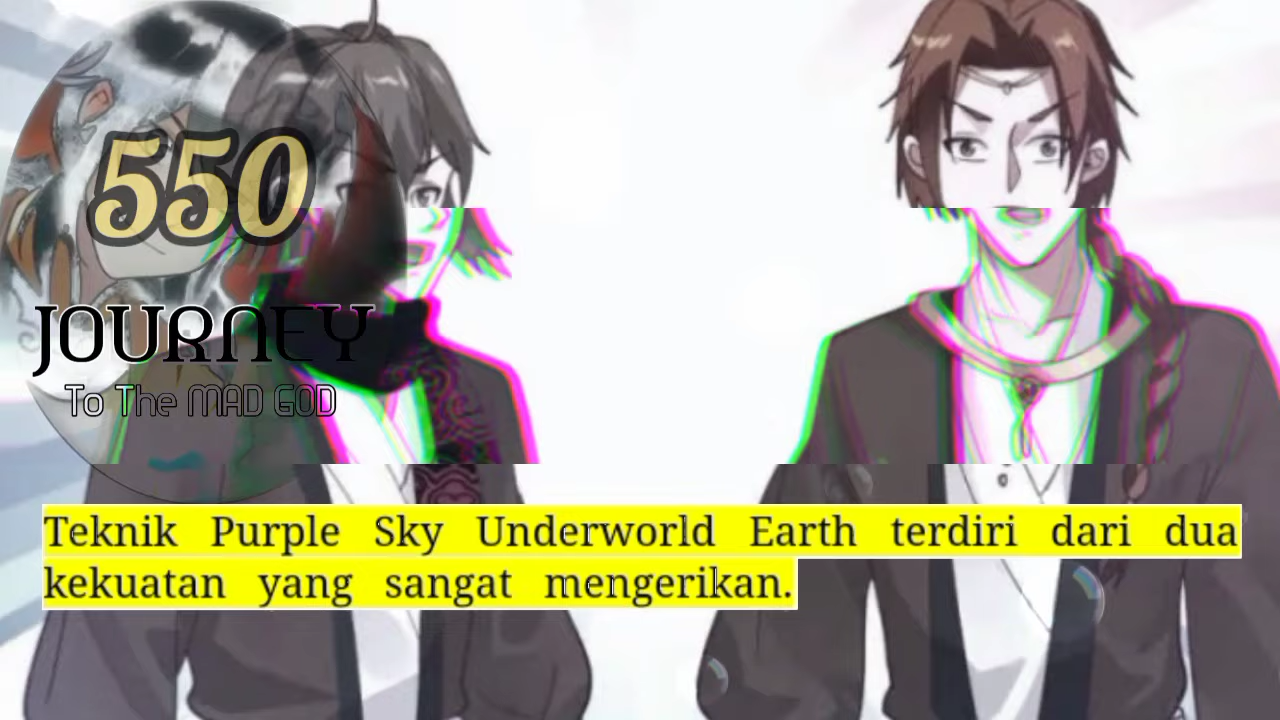 550
JOURNEY
To The MAD GOD
Teknik Purple Sky Underworld Earth terdiri dari dua
kekuatan yang sangat mengerikan.